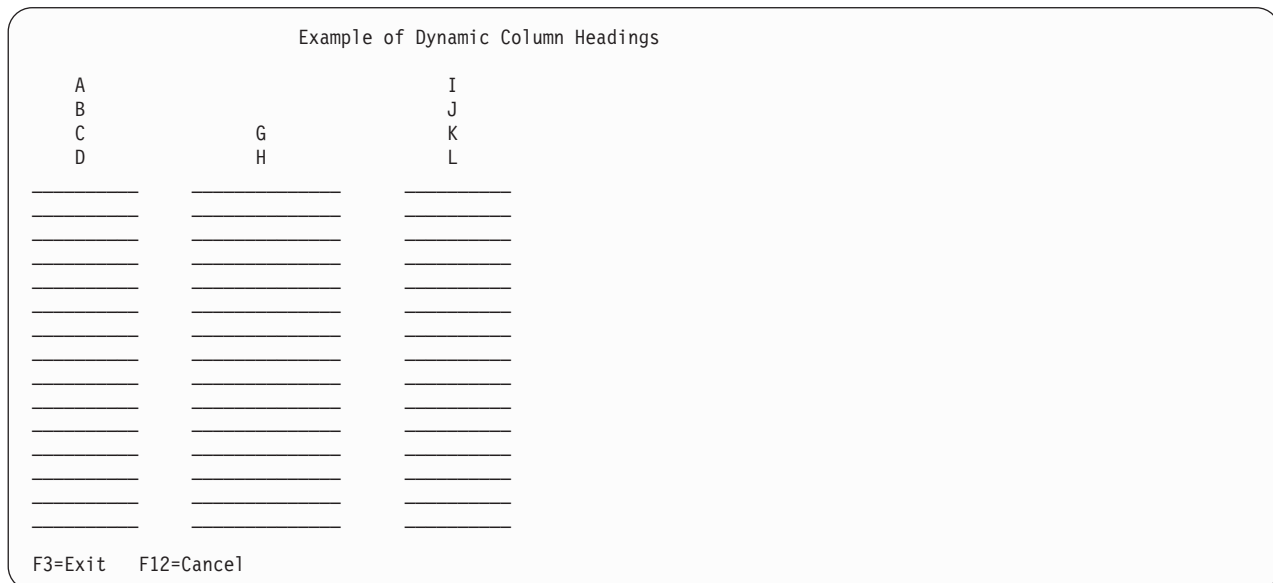 Example of Dynamic Column Headings
A I
B J
C G K
D H L
F3=Exit F12=Cancel